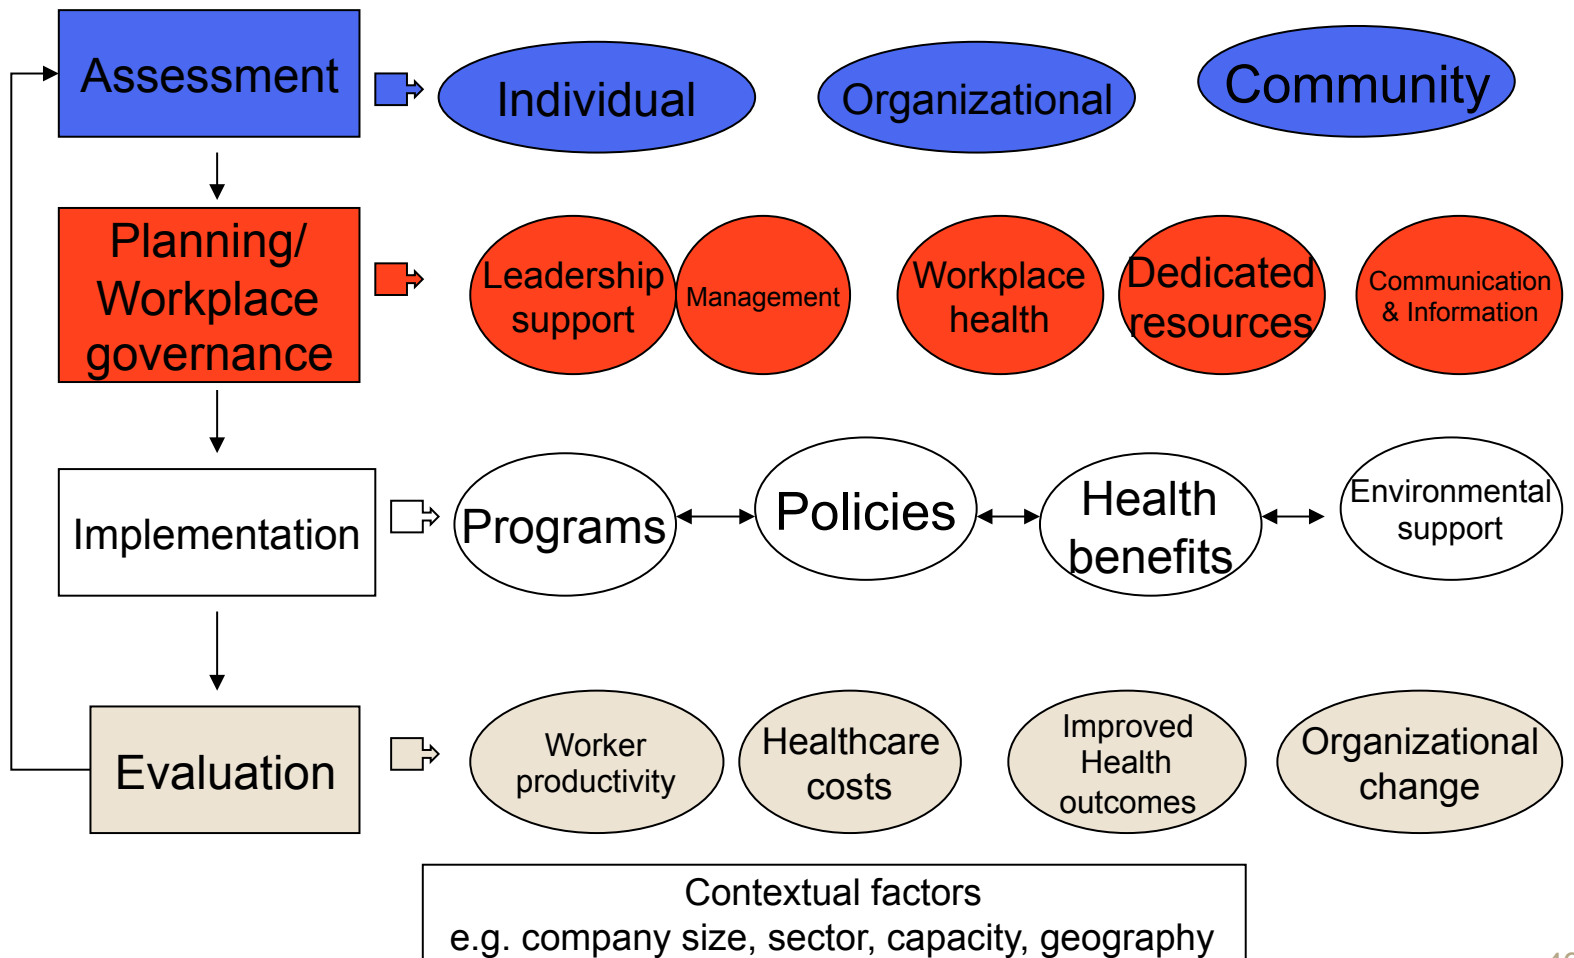 Assessment
Individual
Organizational
Community
Planning/
Workplace
governance
Leadership
support
Management
Workplace
health
Dedicated
resources
Communication
& Information
Implementation
Programs
Policies
Health
benefits
Environmental
support
Evaluation
Worker
productivity
Healthcare
costs
Improved
Health
outcomes
Organizational
change
Contextual factors
e.g. company size, sector, capacity, geography